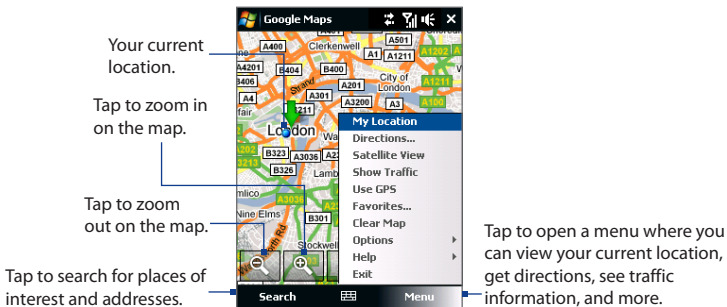 Google Maps
Your current
location.
Tap to zoom in
on the map.
Tap to zoom
out on the map.
Tap to search for places of
interest and addresses.
A400
Clerkenwell
A501
A1
A1211
A1202
A4201
B404
B400
City of
London
Strand
A201
A4
A301
A3200
A3
A100
fair
London
B323
A3036
B326
Lamb
A3036
mlico
Nine Elms
B301
Stockwell
My Location
Directions...
Satellite View
Show Traffic
Use GPS
Favorites...
Clear Map
Options
Help
Exit
Search
Menu
Tap to open a menu where you
can view your current location,
get directions, see traffic
information, and more.